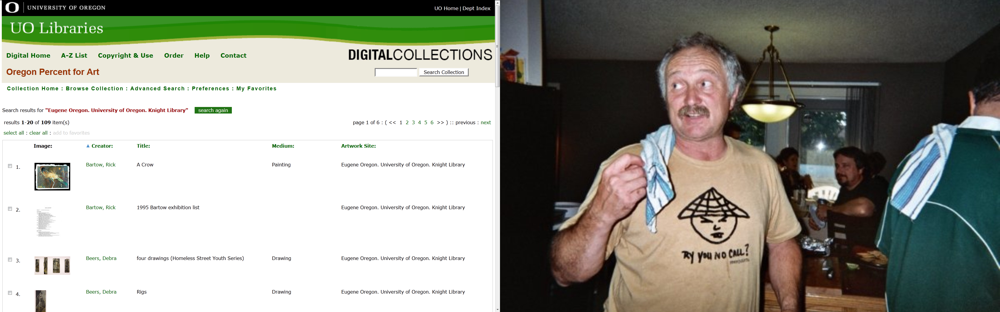 UNIVERSITY OF OREGON
UO Home | Dept Index
UO Libraries
Digital Home A-Z List Copyright & Use Order Help Contact
DIGITALCOLLECTIONS
Oregon Percent for Art
Search Collection
Collection Home : Browse Collection : Advanced Search : Preferences : My Favorites
Search results for "Eugene Oregon. University of Oregon. Knight Library" search again
results 1-20 of 109 item(s)
page 1 of 6 : ( << 1 2 3 4 5 6 >> ) :: previous : next
select all : clear all : add to favorites
Image: Creator: Title: Medium: Artwork Site:
1. Bartow, Rick A Crow Painting Eugene Oregon. University of Oregon. Knight Library
2. Bartow, Rick 1995 Bartow exhibition list Eugene Oregon. University of Oregon. Knight Library
3. Beers, Debra four drawings (Homeless Street Youth Series) Drawing Eugene Oregon. University of Oregon. Knight Library
4. Beers, Debra Rigs Drawing Eugene Oregon. University of Oregon. Knight Library
RY YOU NO CALL?